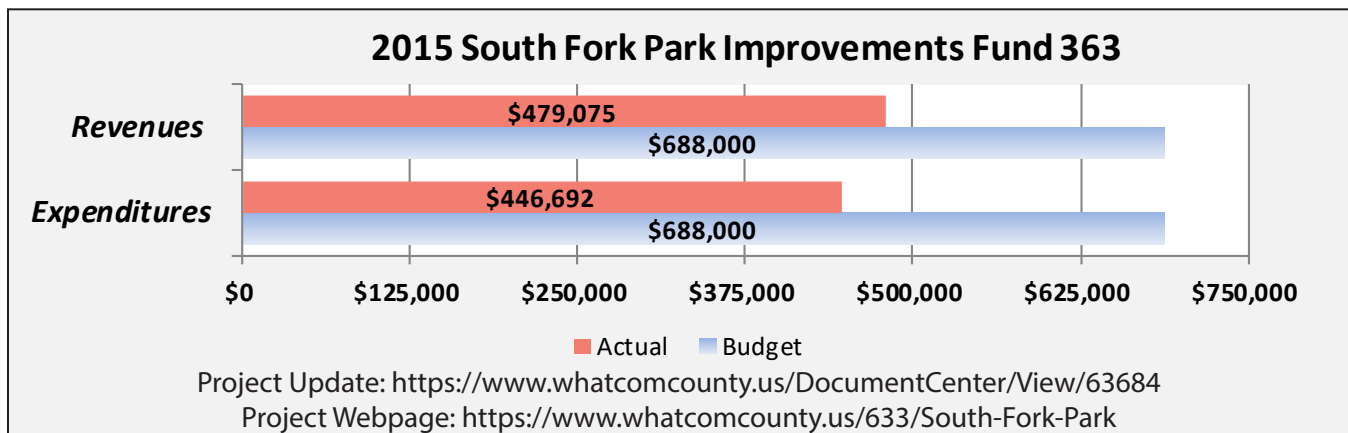 2015 South Fork Park Improvements Fund 363
Revenues
$479,075
$688,000
Expenditures
$446,692
$688,000
$0 $125,000 $250,000 $375,000 $500,000 $625,000 $750,000
Actual Budget
Project Update: https://www.whatcomcounty.us/DocumentCenter/View/63684
Project Webpage: https://www.whatcomcounty.us/633/South-Fork-Park